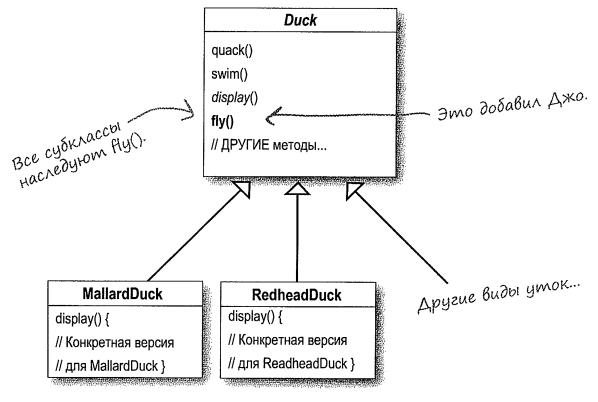 Duck
quack()
swim()
display()
fly()
// ДРУГИЕ методы...
Все субклассы
наследуют fly().
Это добавил Джо.
MallardDuck
display() {
// Конкретная версия
// для MallardDuck }
RedheadDuck
display() {
// Конкретная версия
// для ReadheadDuck }
Другие виды уток...